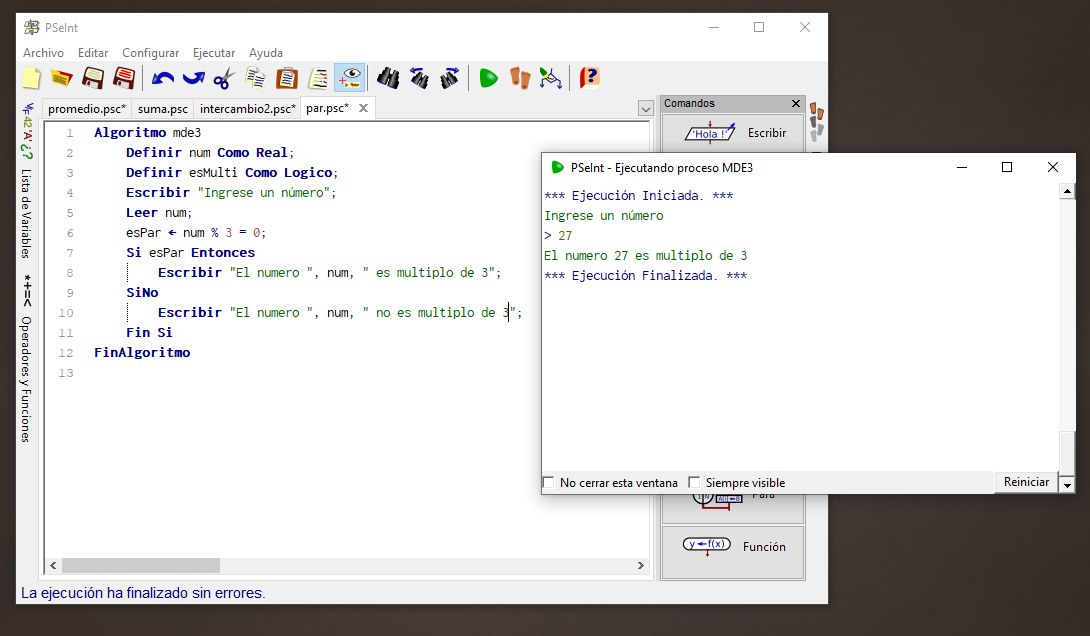 PSeInt
Archivo Editar Configurar Ejecutar Ayuda
promedio.psc* suma.psc intercambio2.psc* par.psc*
Comandos
'Hola !' Escribir
*+=< Operadores y Funciones
42 'A' ¿? Lista de Variables
1 Algoritmo mde3
2 Definir num Como Real;
3 Definir esMulti Como Logico;
4 Escribir "Ingrese un número";
5 Leer num;
6 esPar ← num % 3 = 0;
7 Si esPar Entonces
8 Escribir "El numero ", num, " es multiplo de 3";
9 SiNo
10 Escribir "El numero ", num, " no es multiplo de 3";
11 Fin Si
12 FinAlgoritmo
13
PSeInt - Ejecutando proceso MDE3
*** Ejecución Iniciada. ***
Ingrese un número
> 27
El numero 27 es multiplo de 3
*** Ejecución Finalizada. ***
No cerrar esta ventana Siempre visible Reiniciar
Para
y←f(x) Función
La ejecución ha finalizado sin errores.